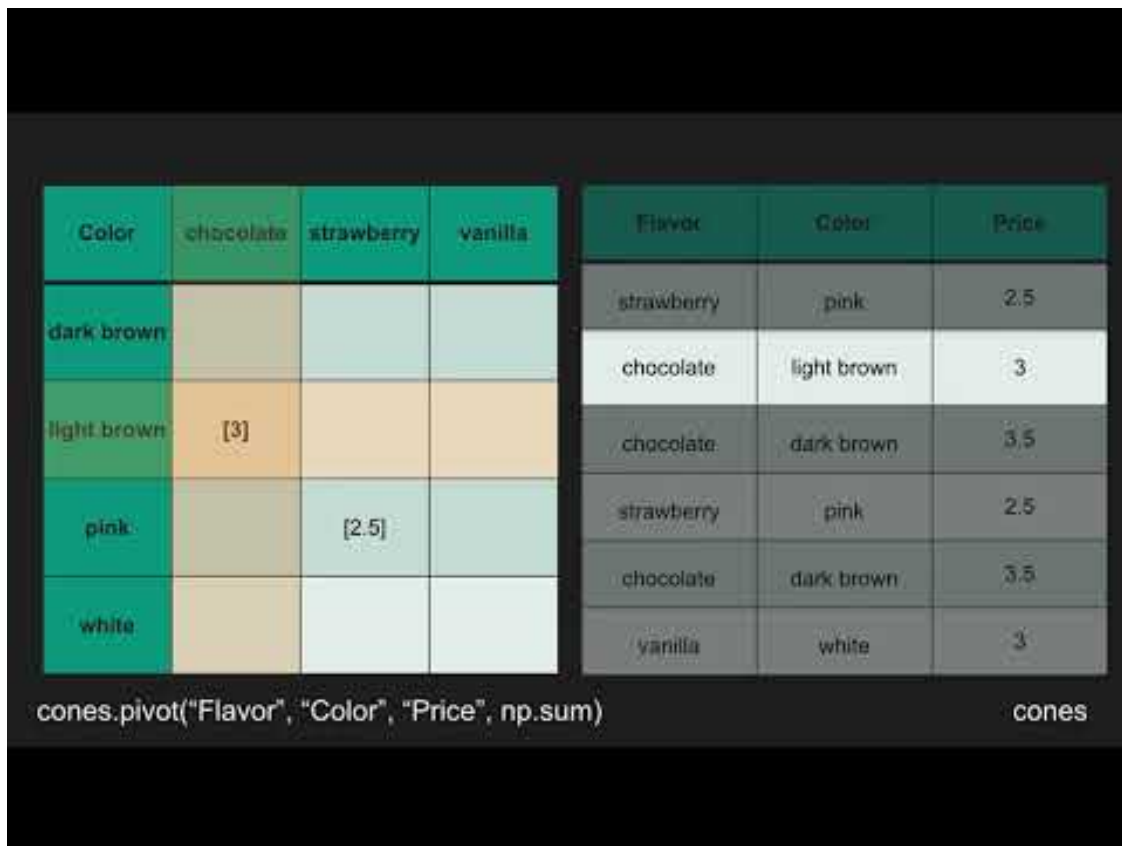 Color chocolate strawberry vanilla
dark brown
light brown [3]
pink [2.5]
white
Flavor Color Price
strawberry pink 2.5
chocolate light brown 3
chocolate dark brown 3.5
strawberry pink 2.5
chocolate dark brown 3.5
vanilla white 3
cones.pivot(“Flavor”, “Color”, “Price”, np.sum)
cones